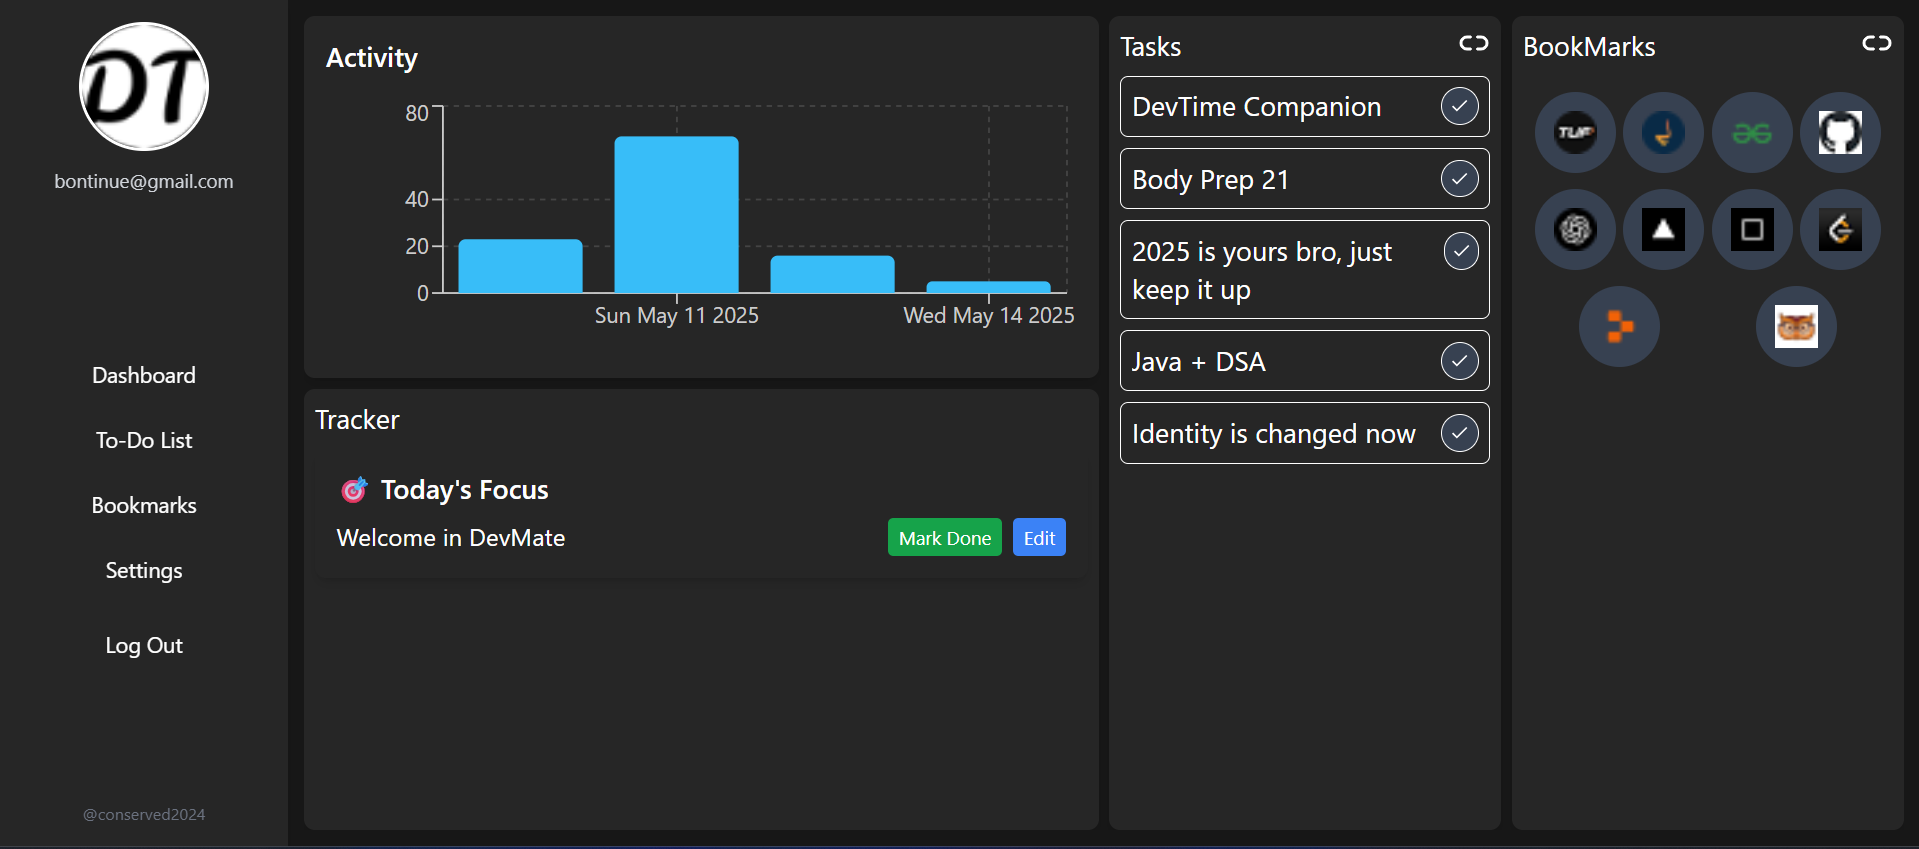 DT
bontinue@gmail.com
Dashboard
To-Do List
Bookmarks
Settings
Log Out
@conserved2024
Activity
80
40
20
0
Sun May 11 2025
Wed May 14 2025
Tracker
Today's Focus
Welcome in DevMate
Mark Done
Edit
Tasks
DevTime Companion
Body Prep 21
2025 is yours bro, just
keep it up
Java + DSA
Identity is changed now
BookMarks
TUF